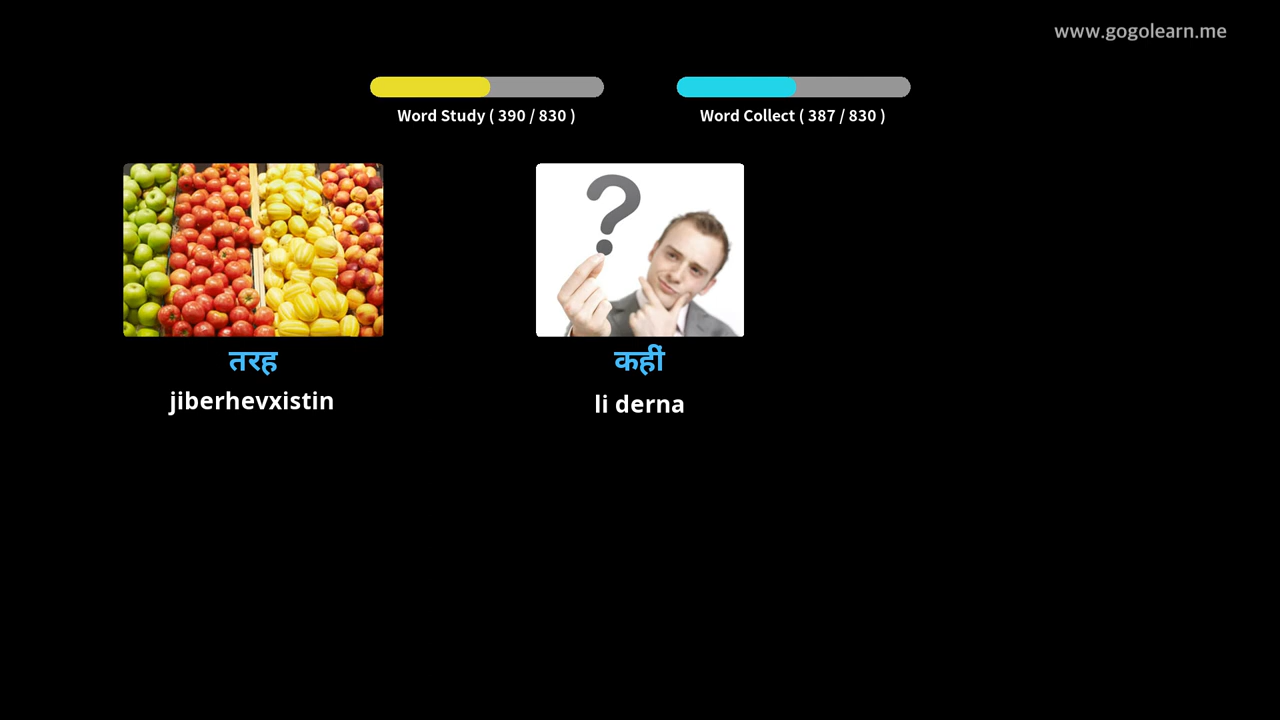 www.gogolearn.me
Word Study ( 390 / 830 )
Word Collect ( 387 / 830 )
तरह
jiberhevxistin
कहीं
li derna